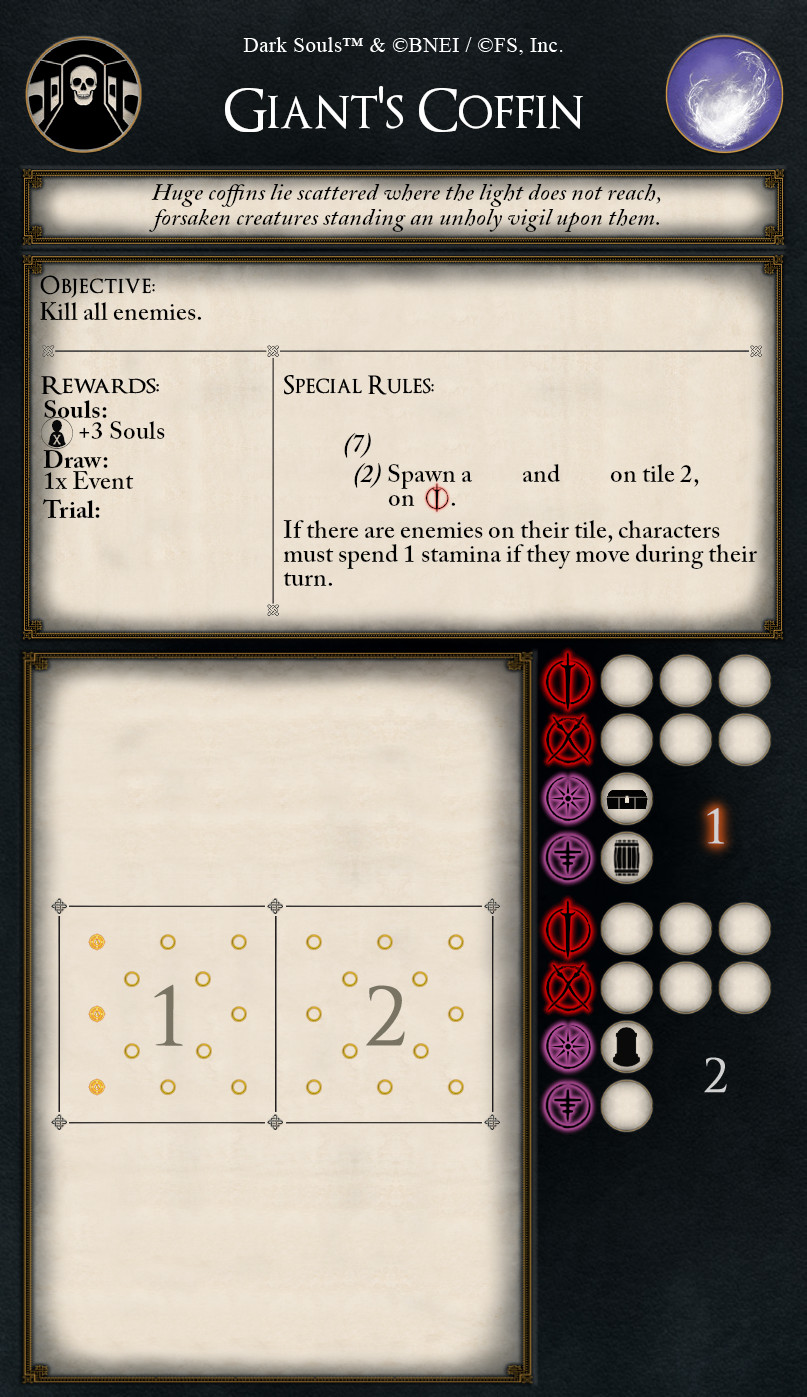 Dark Souls™ & ©BNEI / ©FS, Inc.
Giant's Coffin
Huge coffins lie scattered where the light does not reach,
forsaken creatures standing an unholy vigil upon them.
Objective:
Kill all enemies.
Rewards:
Souls:
X +3 Souls
Draw:
1x Event
Trial:
Special Rules:
(7)
(2) Spawn a and on tile 2,
on .
If there are enemies on their tile, characters
must spend 1 stamina if they move during their
turn.
1
2
1
2